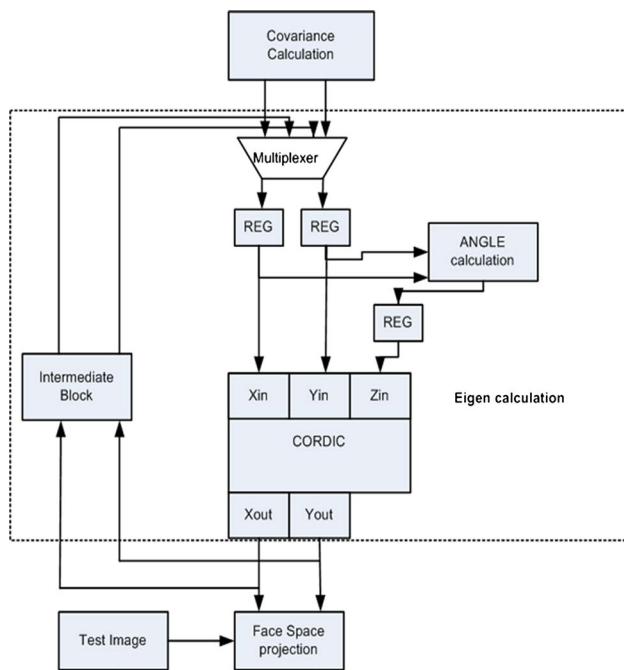 Covariance
Calculation
Multiplexer
REG
REG
ANGLE
calculation
REG
Intermediate
Block
Xin
Yin
Zin
Eigen calculation
CORDIC
Xout
Yout
Test Image
Face Space
projection